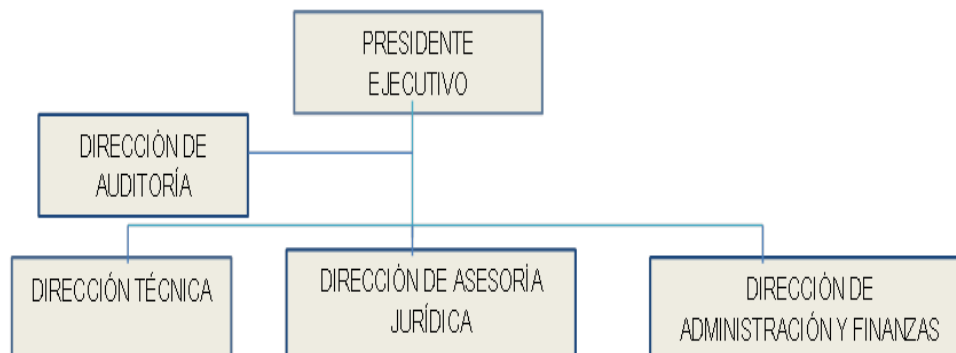 PRESIDENTE
EJECUTIVO
DIRECCIÓN DE
AUDITORÍA
DIRECCIÓN TÉCNICA
DIRECCIÓN DE ASESORÍA
JURÍDICA
DIRECCIÓN DE
ADMINISTRACIÓN Y FINANZAS